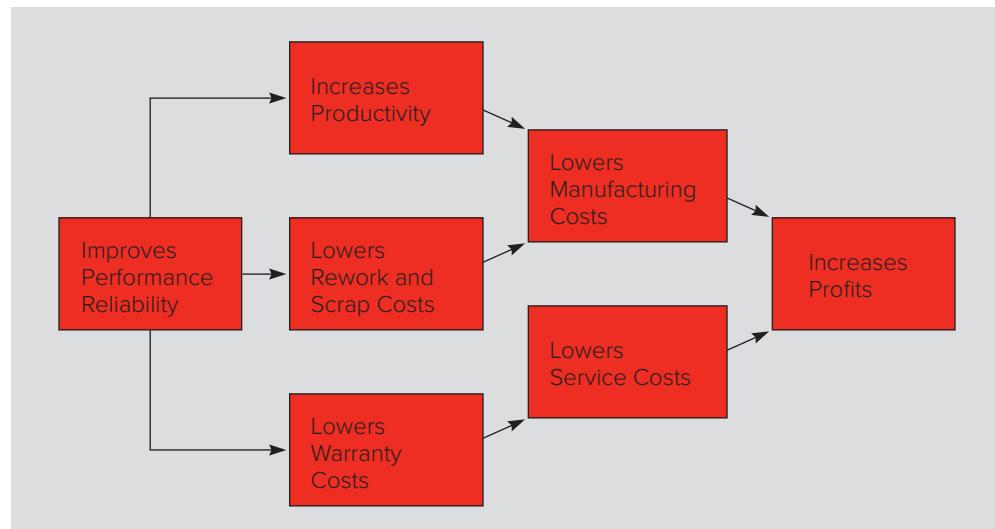 Increases
Productivity
Lowers
Manufacturing
Costs
Improves
Performance
Reliability
Lowers
Rework and
Scrap Costs
Increases
Profits
Lowers
Service Costs
Lowers
Warranty
Costs